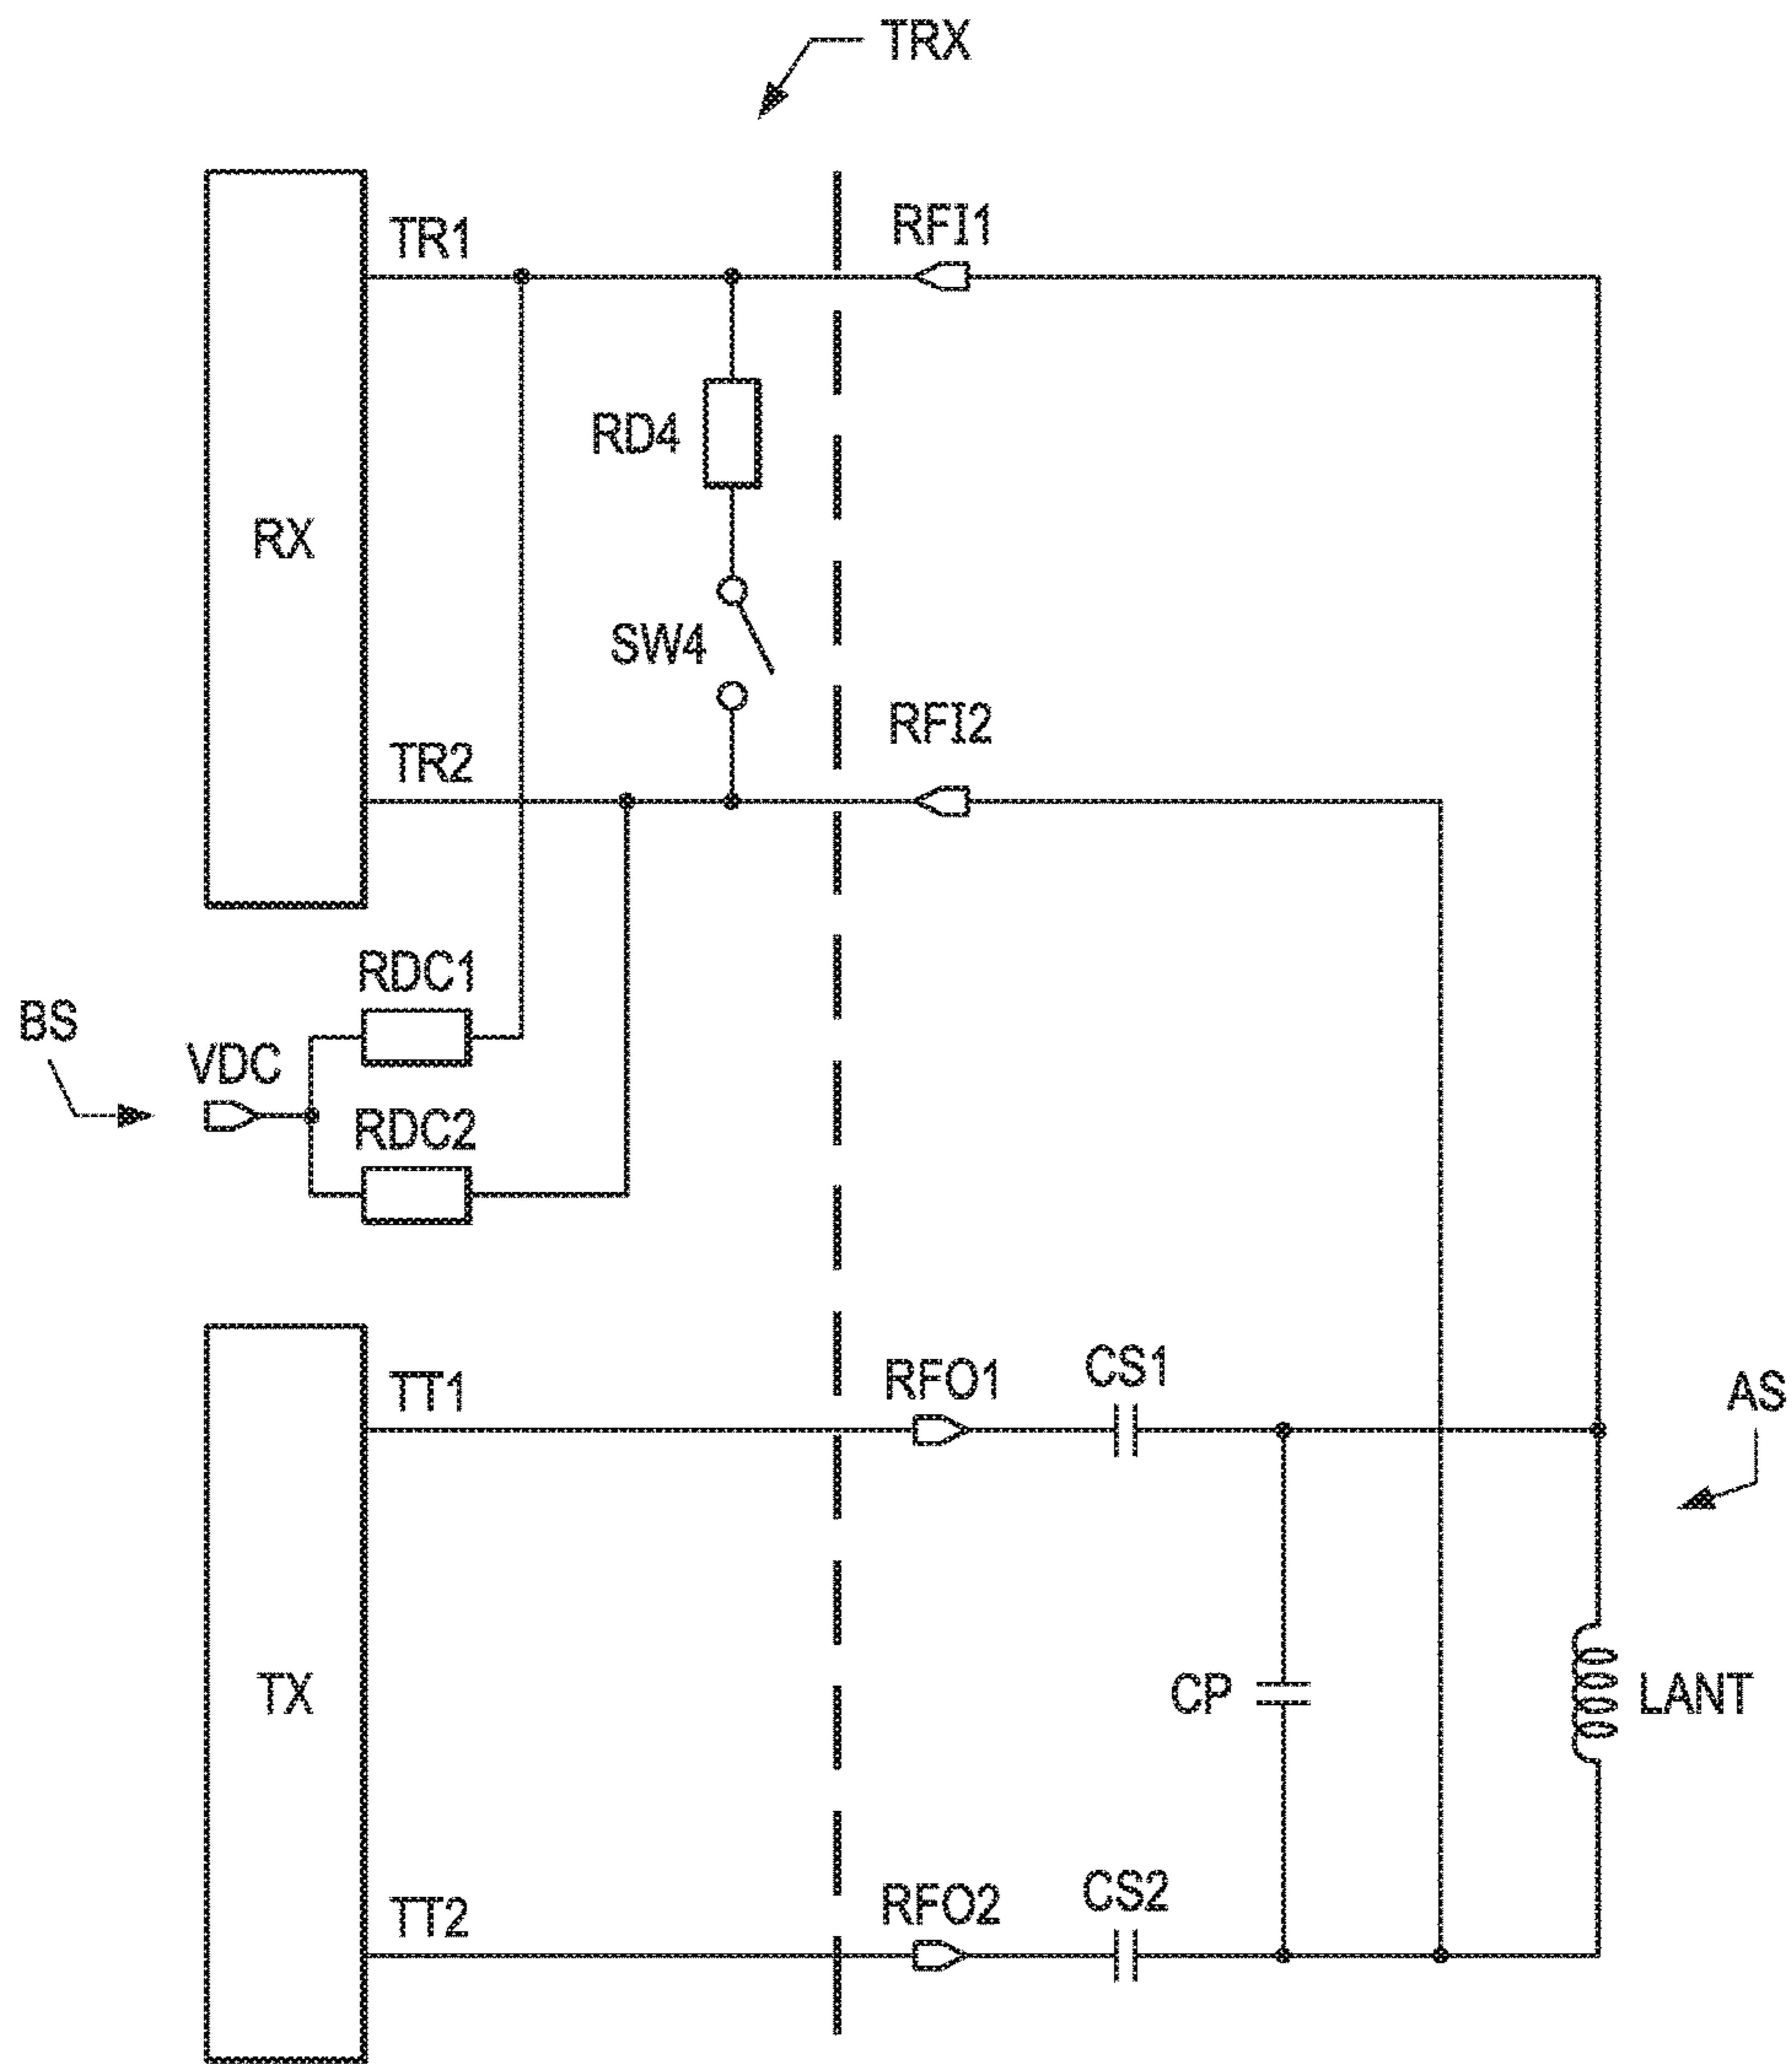 TRX
TR1
RFI1
RD4
RX
SW4
RFI2
TR2
RDC1
BS
VDC
RDC2
RFO1
CS1
TT1
AS
TX
CP
LANT
CS2
RFO2
TT2